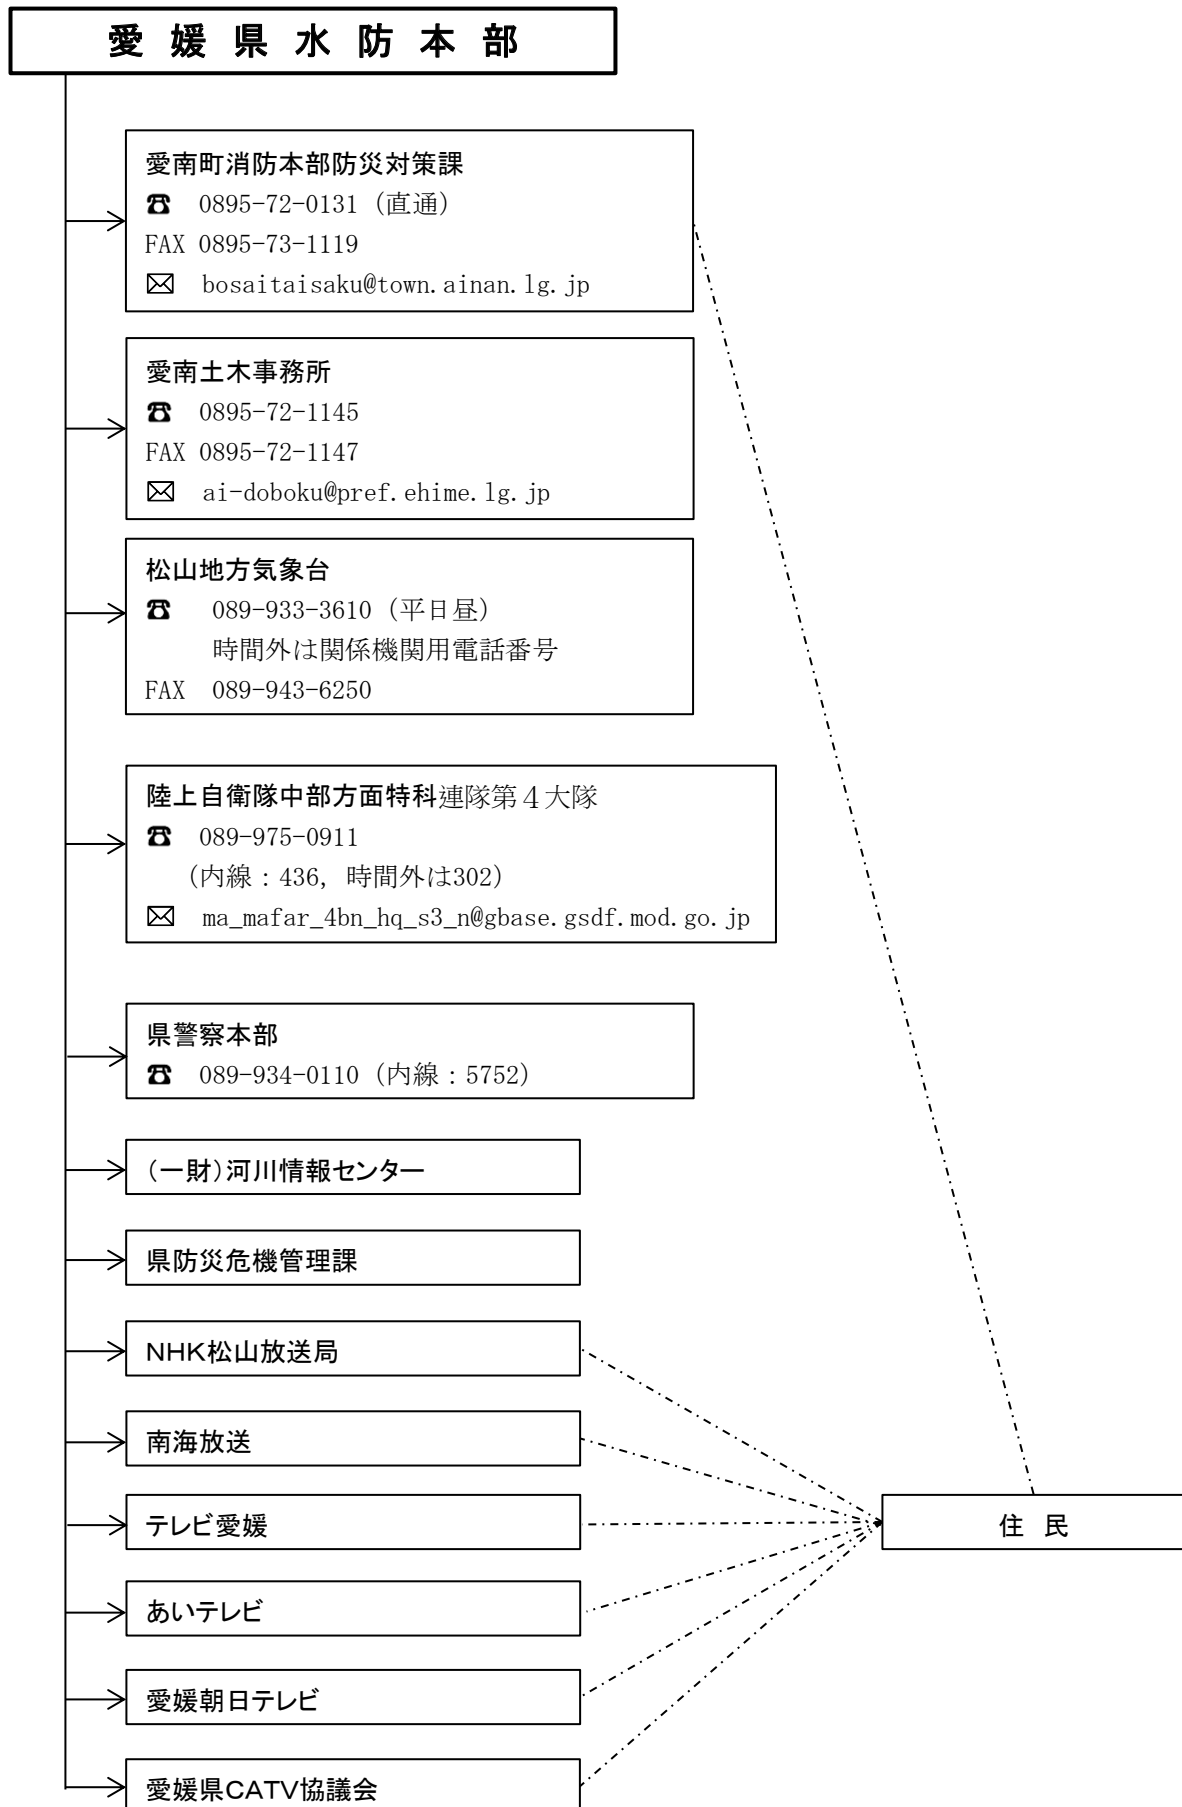 愛媛県水防本部
愛南町消防本部防災対策課
☎ 0895-72-0131（直通）
FAX 0895-73-1119
✉ bosaitaisaku@town.ainan.lg.jp
愛南土木事務所
☎ 0895-72-1145
FAX 0895-72-1147
✉ ai-doboku@pref.ehime.lg.jp
松山地方気象台
☎ 089-933-3610（平日昼）
時間外は関係機関用電話番号
FAX 089-943-6250
陸上自衛隊中部方面特科連隊第４大隊
☎ 089-975-0911
（内線：436，時間外は302）
✉ ma_mafar_4bn_hq_s3_n@gbase.gsdf.mod.go.jp
県警察本部
☎ 089-934-0110（内線：5752）
（一財）河川情報センター
県防災危機管理課
NHK松山放送局
南海放送
テレビ愛媛
住民
あいテレビ
愛媛朝日テレビ
愛媛県CATV協議会